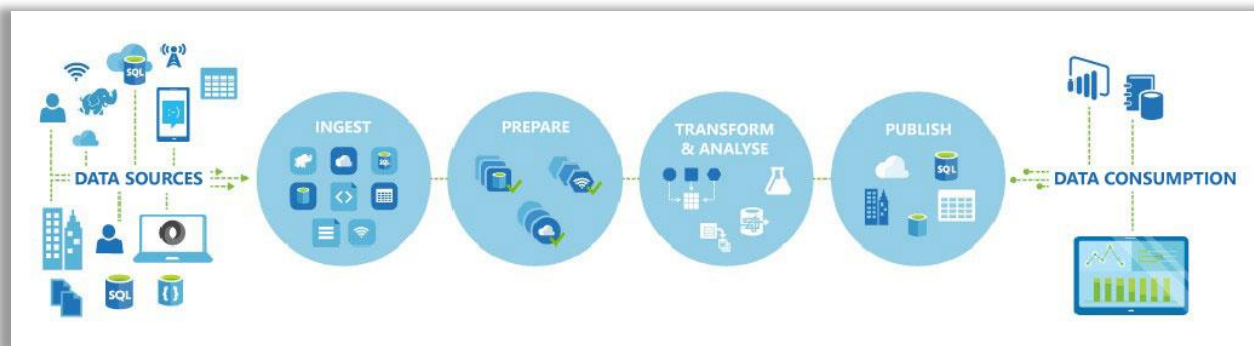 SQL
DATA SOURCES
SQL
{ }
INGEST
SQL
</>
PREPARE
TRANSFORM
& ANALYSE
PUBLISH
SQL
DATA CONSUMPTION